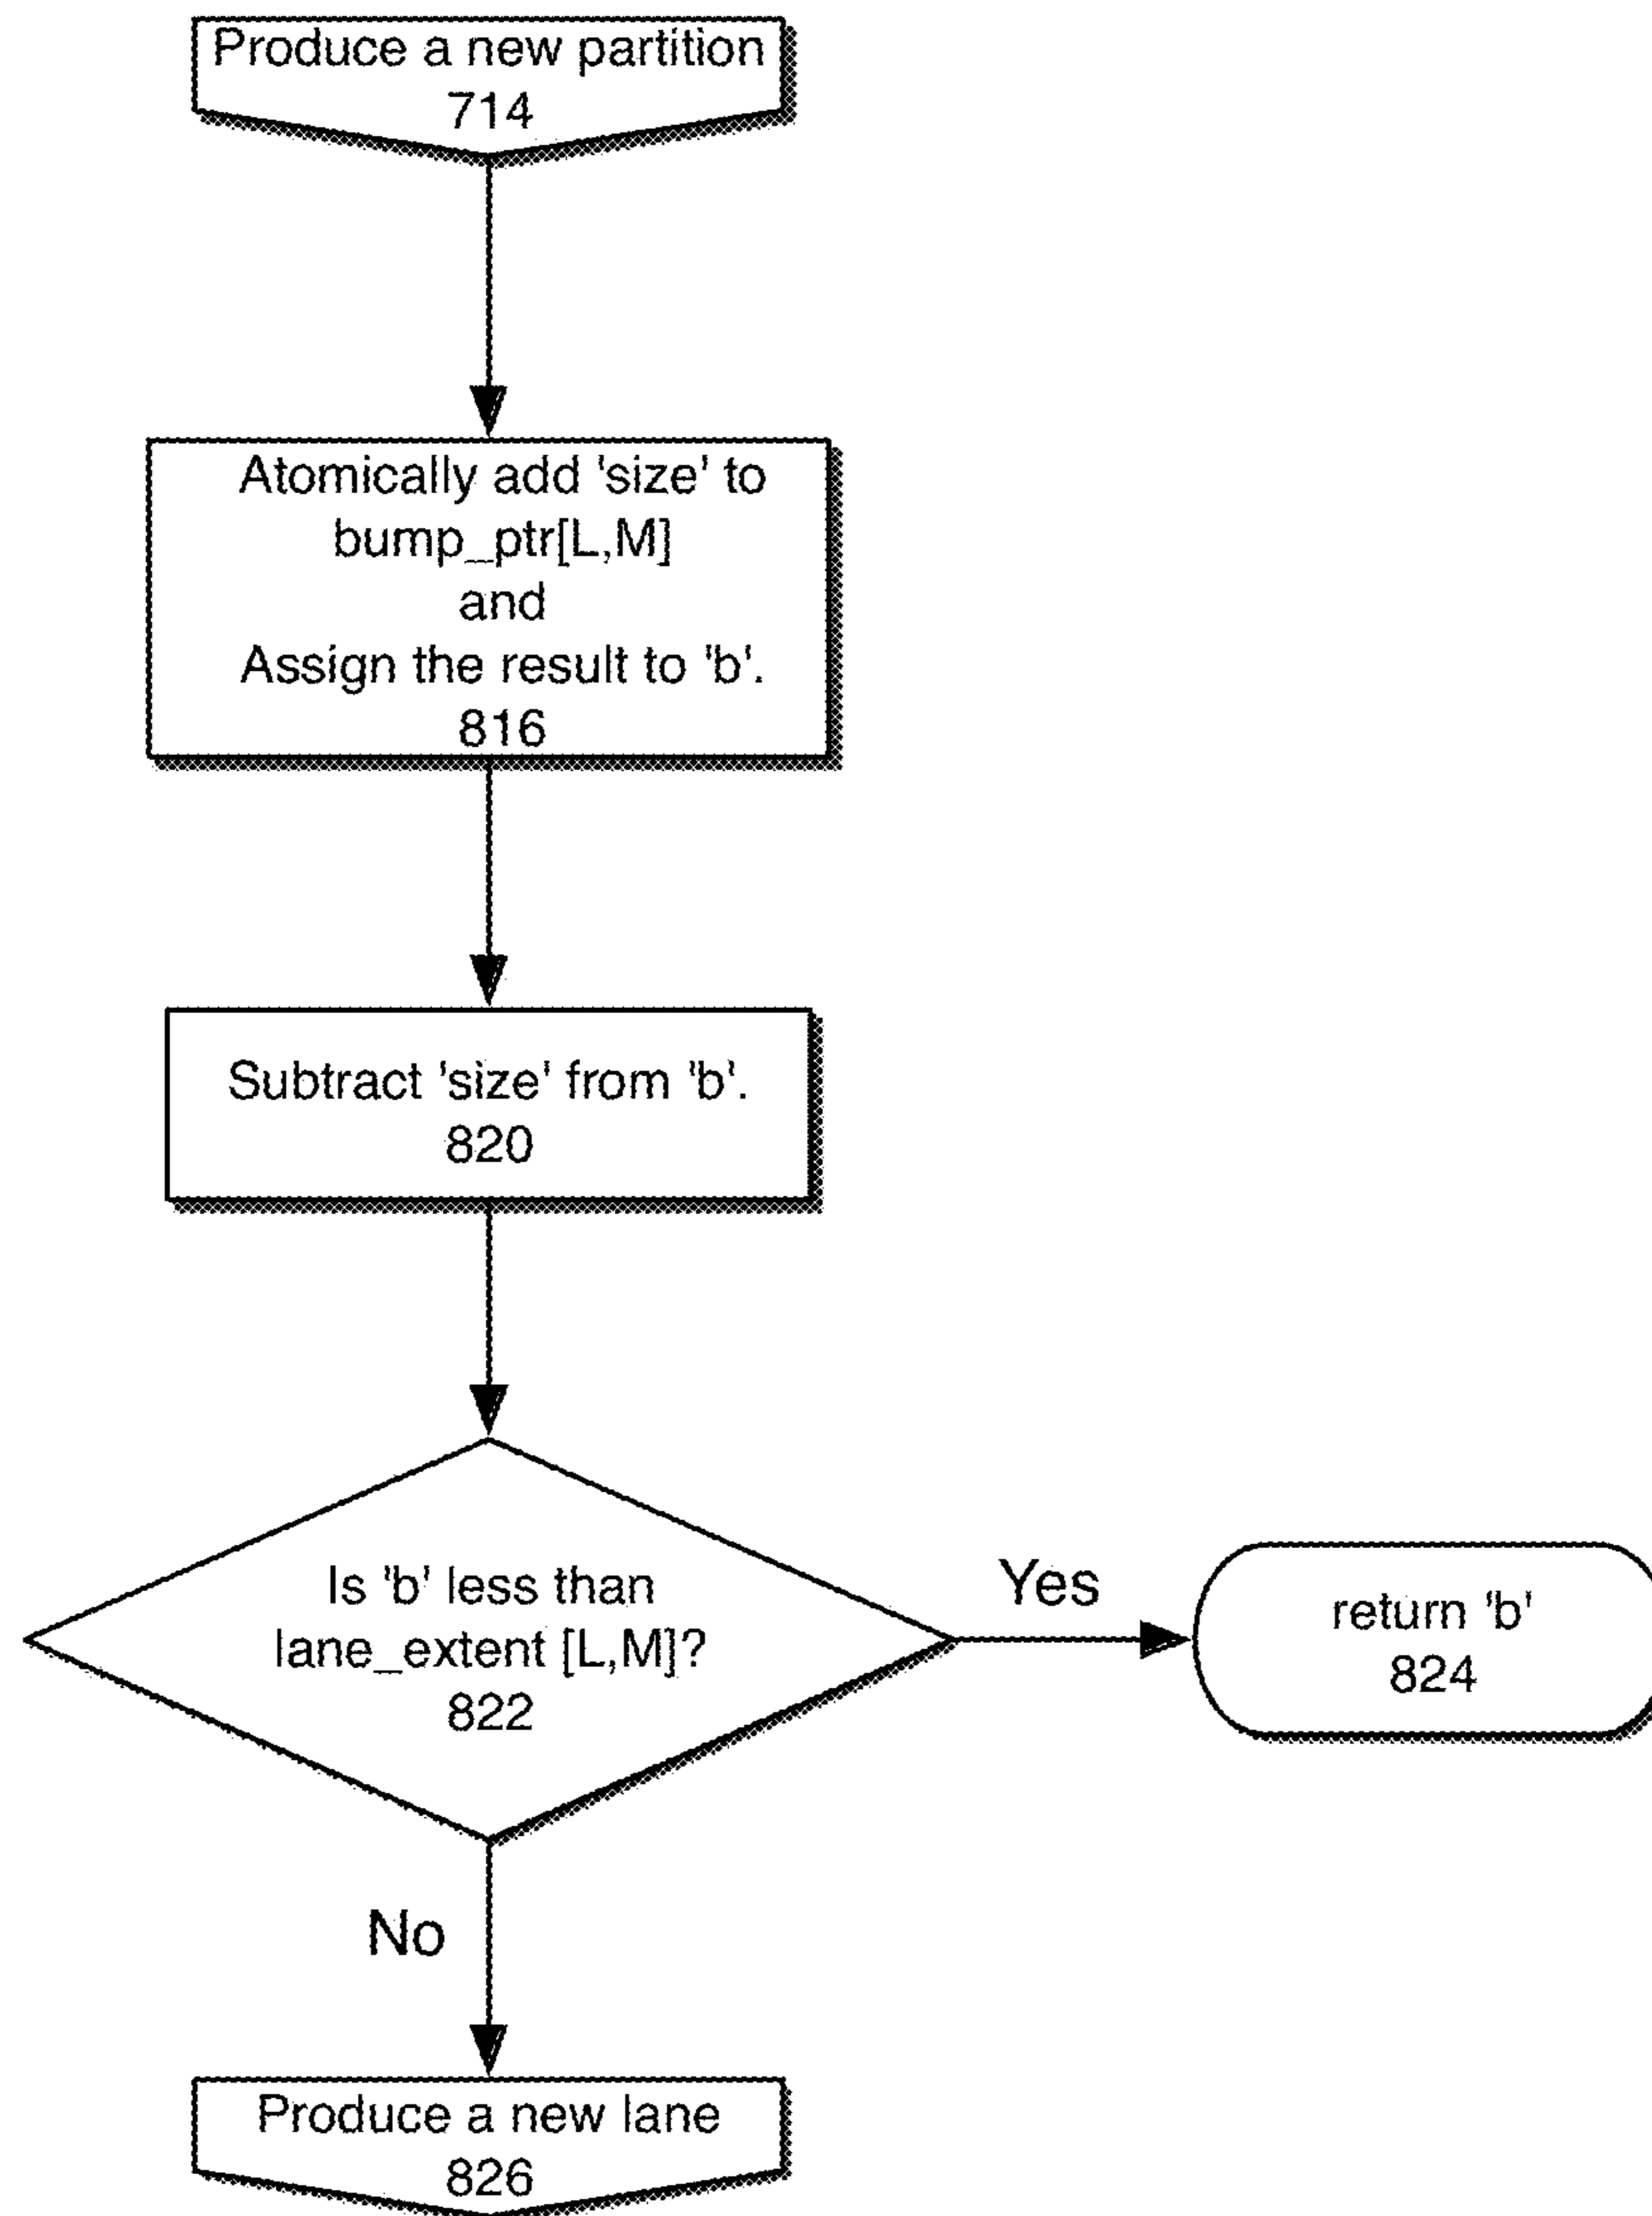 Produce a new partition
714
Atomically add 'size' to
bump_ptr[L,M]
and
Assign the result to 'b'.
816
Subtract 'size' from 'b'.
820
Is 'b' less than
lane_extent [L,M]?
822
Yes
return 'b'
824
No
Produce a new lane
826